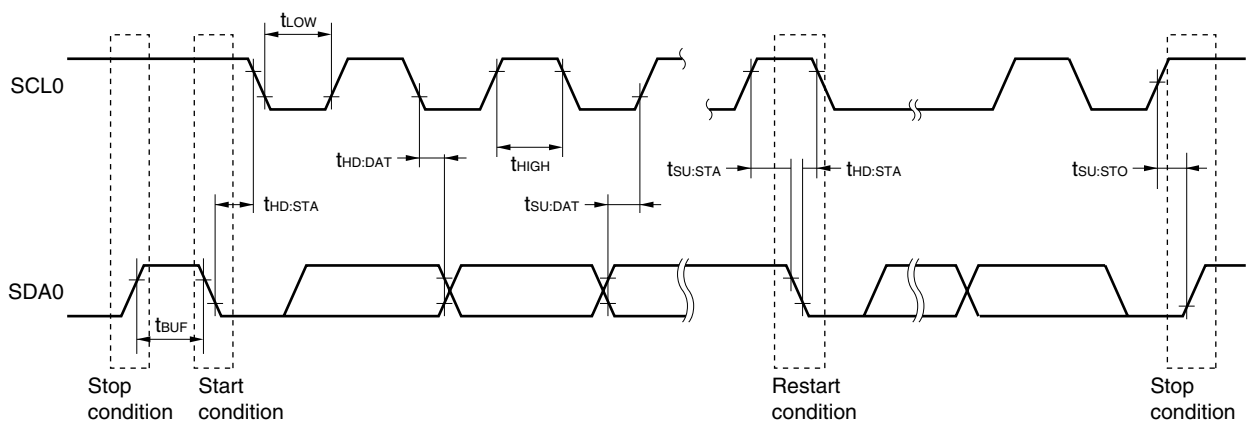 tLOW
SCL0
tHD:DAT
tHIGH
tSU:STA
tHD:STA
tSU:STO
tHD:STA
tSU:DAT
SDA0
tBUF
Stop
condition
Start
condition
Restart
condition
Stop
condition